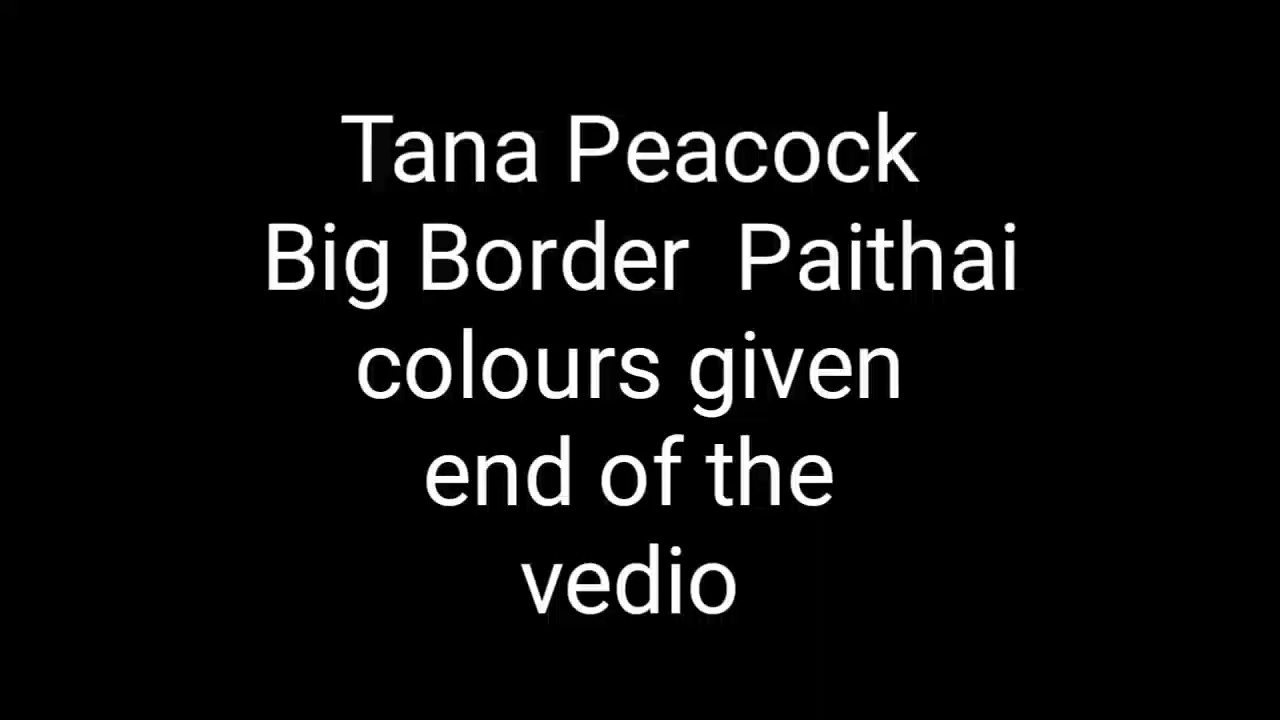 Tana Peacock
Big Border Paithai
colours given
end of the
vedio